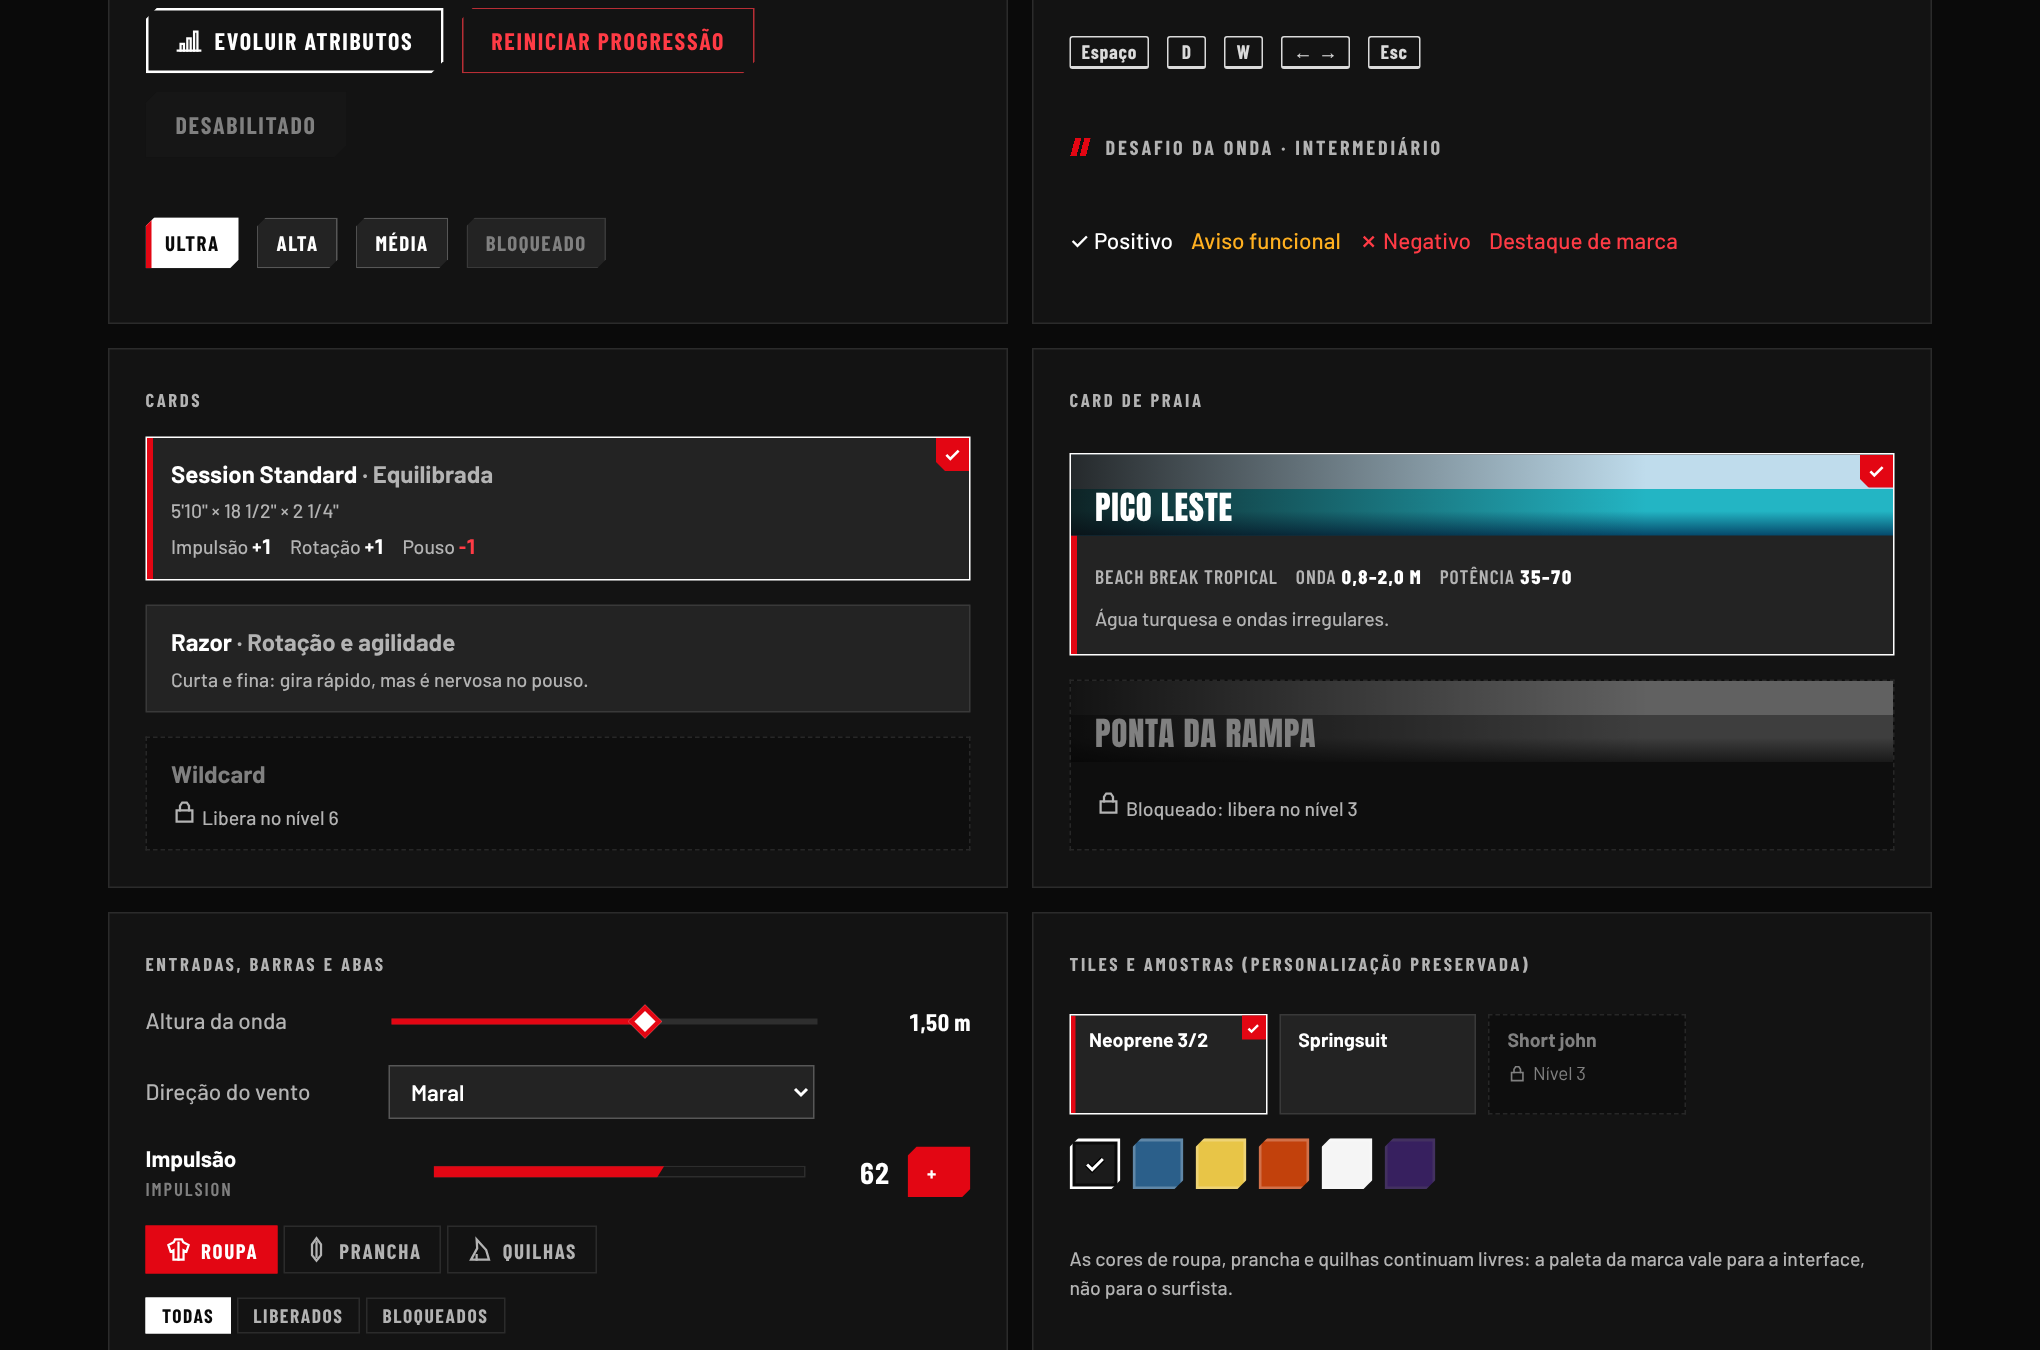 EVOLUIR ATRIBUTOS
REINICIAR PROGRESSÃO
DESABILITADO
ULTRA
ALTA
MÉDIA
BLOQUEADO
Espaço
D
W
← →
Esc
DESAFIO DA ONDA · INTERMEDIÁRIO
Positivo
Aviso funcional
Negativo
Destaque de marca
CARDS
Session Standard · Equilibrada
5'10" × 18 1/2" × 2 1/4"
Impulsão +1 Rotação +1 Pouso -1
Razor · Rotação e agilidade
Curta e fina: gira rápido, mas é nervosa no pouso.
Wildcard
Libera no nível 6
CARD DE PRAIA
PICO LESTE
BEACH BREAK TROPICAL ONDA 0,8–2,0 M POTÊNCIA 35–70
Água turquesa e ondas irregulares.
PONTA DA RAMPA
Bloqueado: libera no nível 3
ENTRADAS, BARRAS E ABAS
Altura da onda
1,50 m
Direção do vento
Maral
Impulsão
IMPULSION
62
+
ROUPA
PRANCHA
QUILHAS
TODAS
LIBERADOS
BLOQUEADOS
TILES E AMOSTRAS (PERSONALIZAÇÃO PRESERVADA)
Neoprene 3/2
Springsuit
Short john
Nível 3
As cores de roupa, prancha e quilhas continuam livres: a paleta da marca vale para a interface,
não para o surfista.